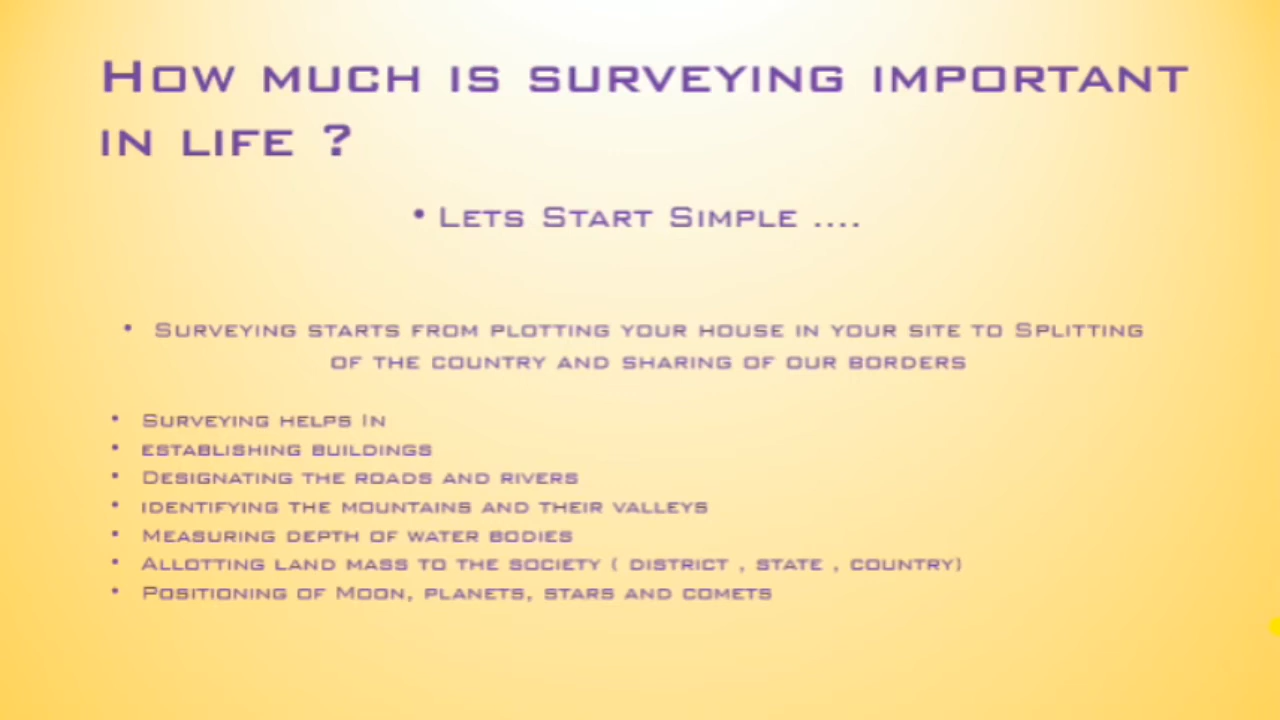 How much is surveying important
in life ?
• Lets Start Simple ....
• Surveying starts from plotting your house in your site to Splitting
of the country and sharing of our borders
• Surveying helps In
• establishing buildings
• Designating the roads and rivers
• identifying the mountains and their valleys
• Measuring depth of water bodies
• Allotting land mass to the society ( district , state , country)
• Positioning of Moon, planets, stars and comets